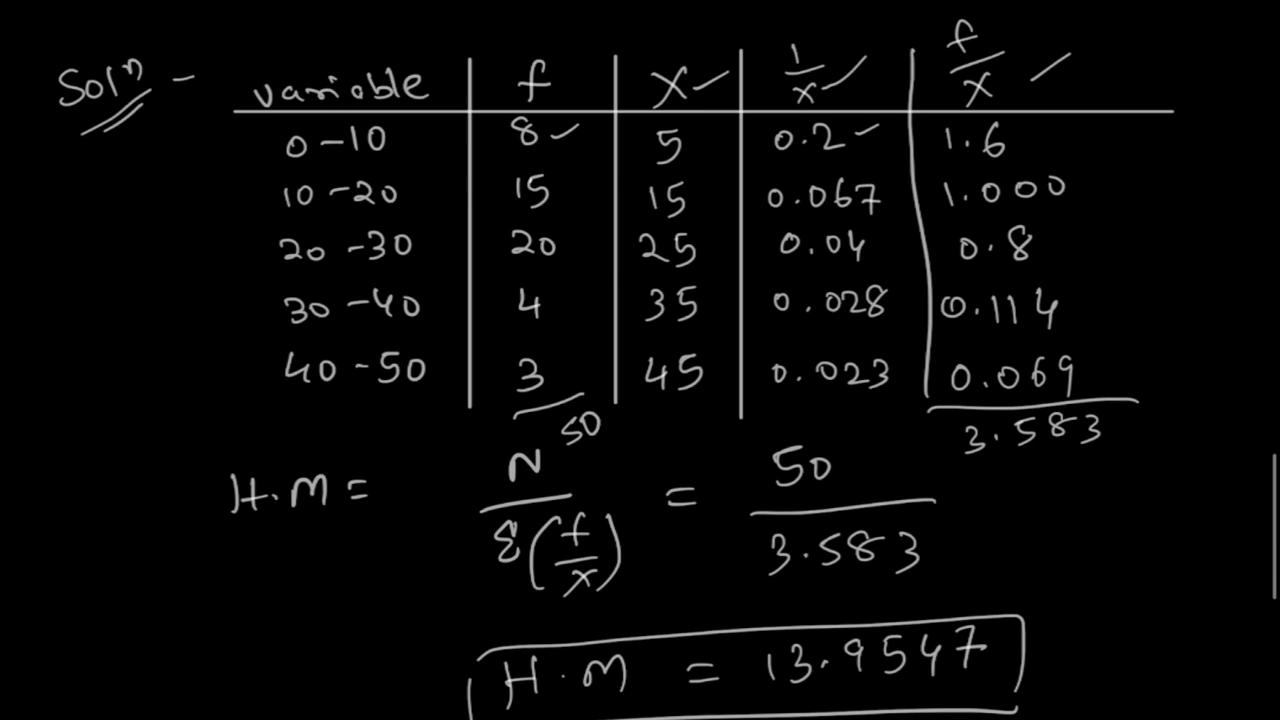 Solⁿ - variable f x 1/x f/x
0-10 8 5 0.2 1.6
10-20 15 15 0.067 1.000
20-30 20 25 0.04 0.8
30-40 4 35 0.028 0.114
40-50 3 45 0.023 0.069
50 3.583
H.M = N/Σ(f/x) = 50/3.583
H.M = 13.9547